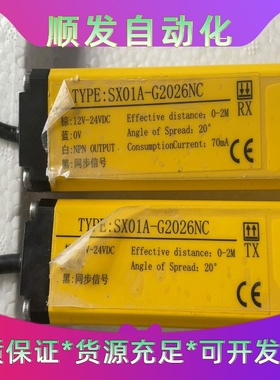 顺发自动化
TYPE:SX01A-G2026NC
棕:12V-24VDC
Effective distance: 0-2M
蓝:0V
Angle of Spread: 20°
白:NPN OUTPUT
ConsumptionCurrent: 70mA
黑:同步信号
RX
TYPE:SX01A-G2026NC
V-24VDC
Effective distance: 0-2M
Angle of Spread: 20°
黑:同步信号
TX
质保证*货源充足*可开发